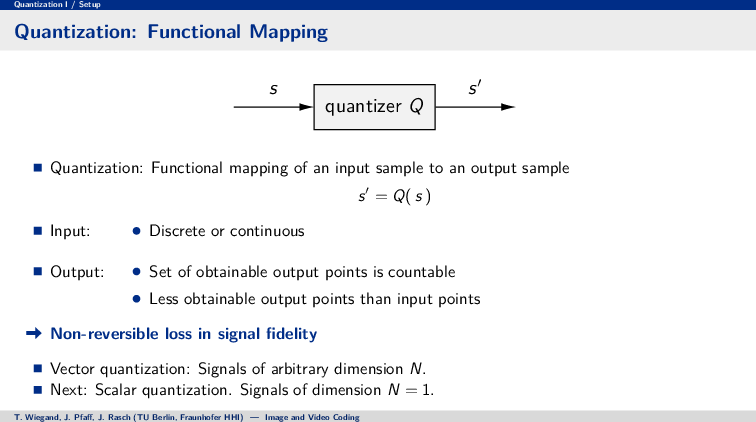 Quantization I / Setup
Quantization: Functional Mapping
s
s′
quantizer Q
■ Quantization: Functional mapping of an input sample to an output sample
s′ = Q( s )
■ Input: • Discrete or continuous
■ Output: • Set of obtainable output points is countable
• Less obtainable output points than input points
➡ Non-reversible loss in signal fidelity
■ Vector quantization: Signals of arbitrary dimension N.
■ Next: Scalar quantization. Signals of dimension N = 1.
T. Wiegand, J. Pfaff, J. Rasch (TU Berlin, Fraunhofer HHI) — Image and Video Coding